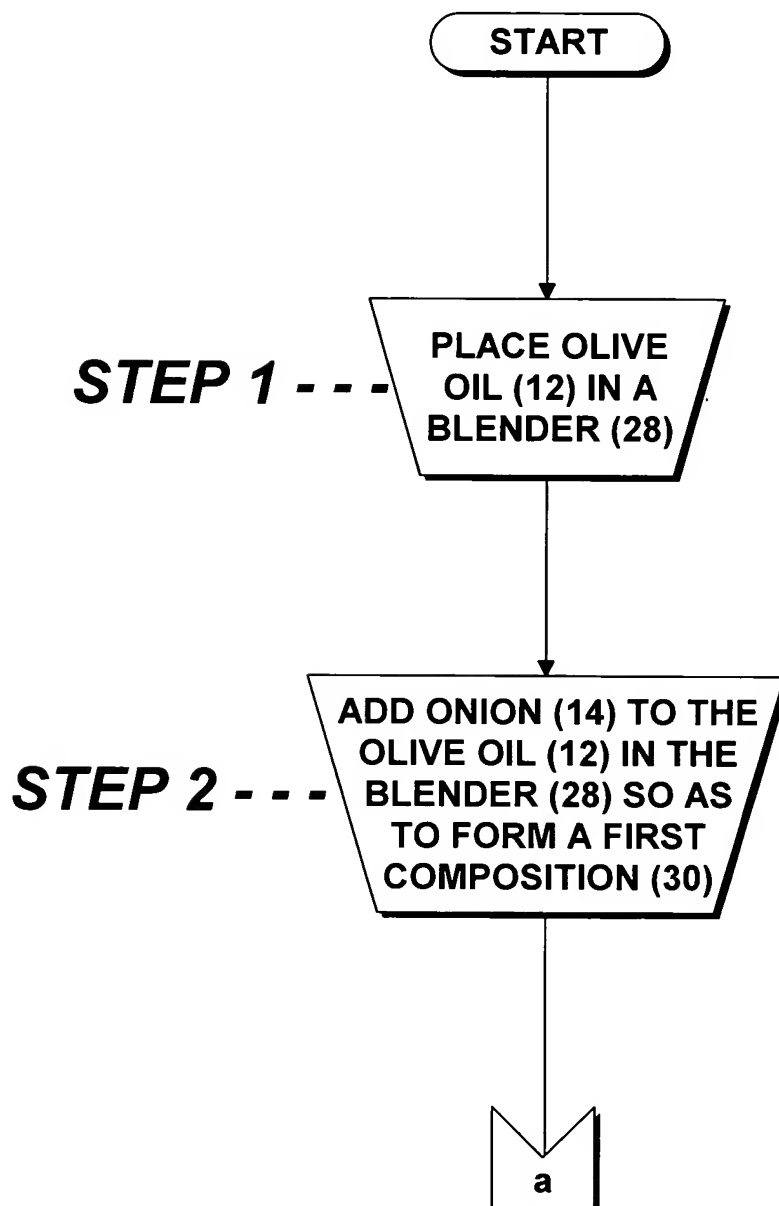 START
STEP 1 - - -
PLACE OLIVE
OIL (12) IN A
BLENDER (28)
STEP 2 - - -
ADD ONION (14) TO THE
OLIVE OIL (12) IN THE
BLENDER (28) SO AS
TO FORM A FIRST
COMPOSITION (30)
a